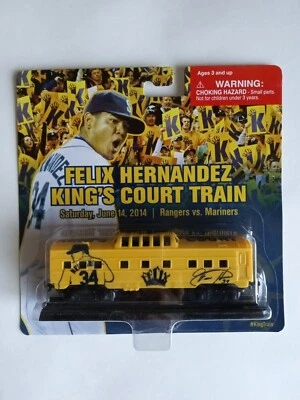 Ages 3 and up
WARNING:
CHOKING HAZARD - Small parts
Not for children under 3 years.
K
K
K
FELIX HERNANDEZ
KING'S COURT TRAIN
Saturday, June 14, 2014 | Rangers vs. Mariners
34
34